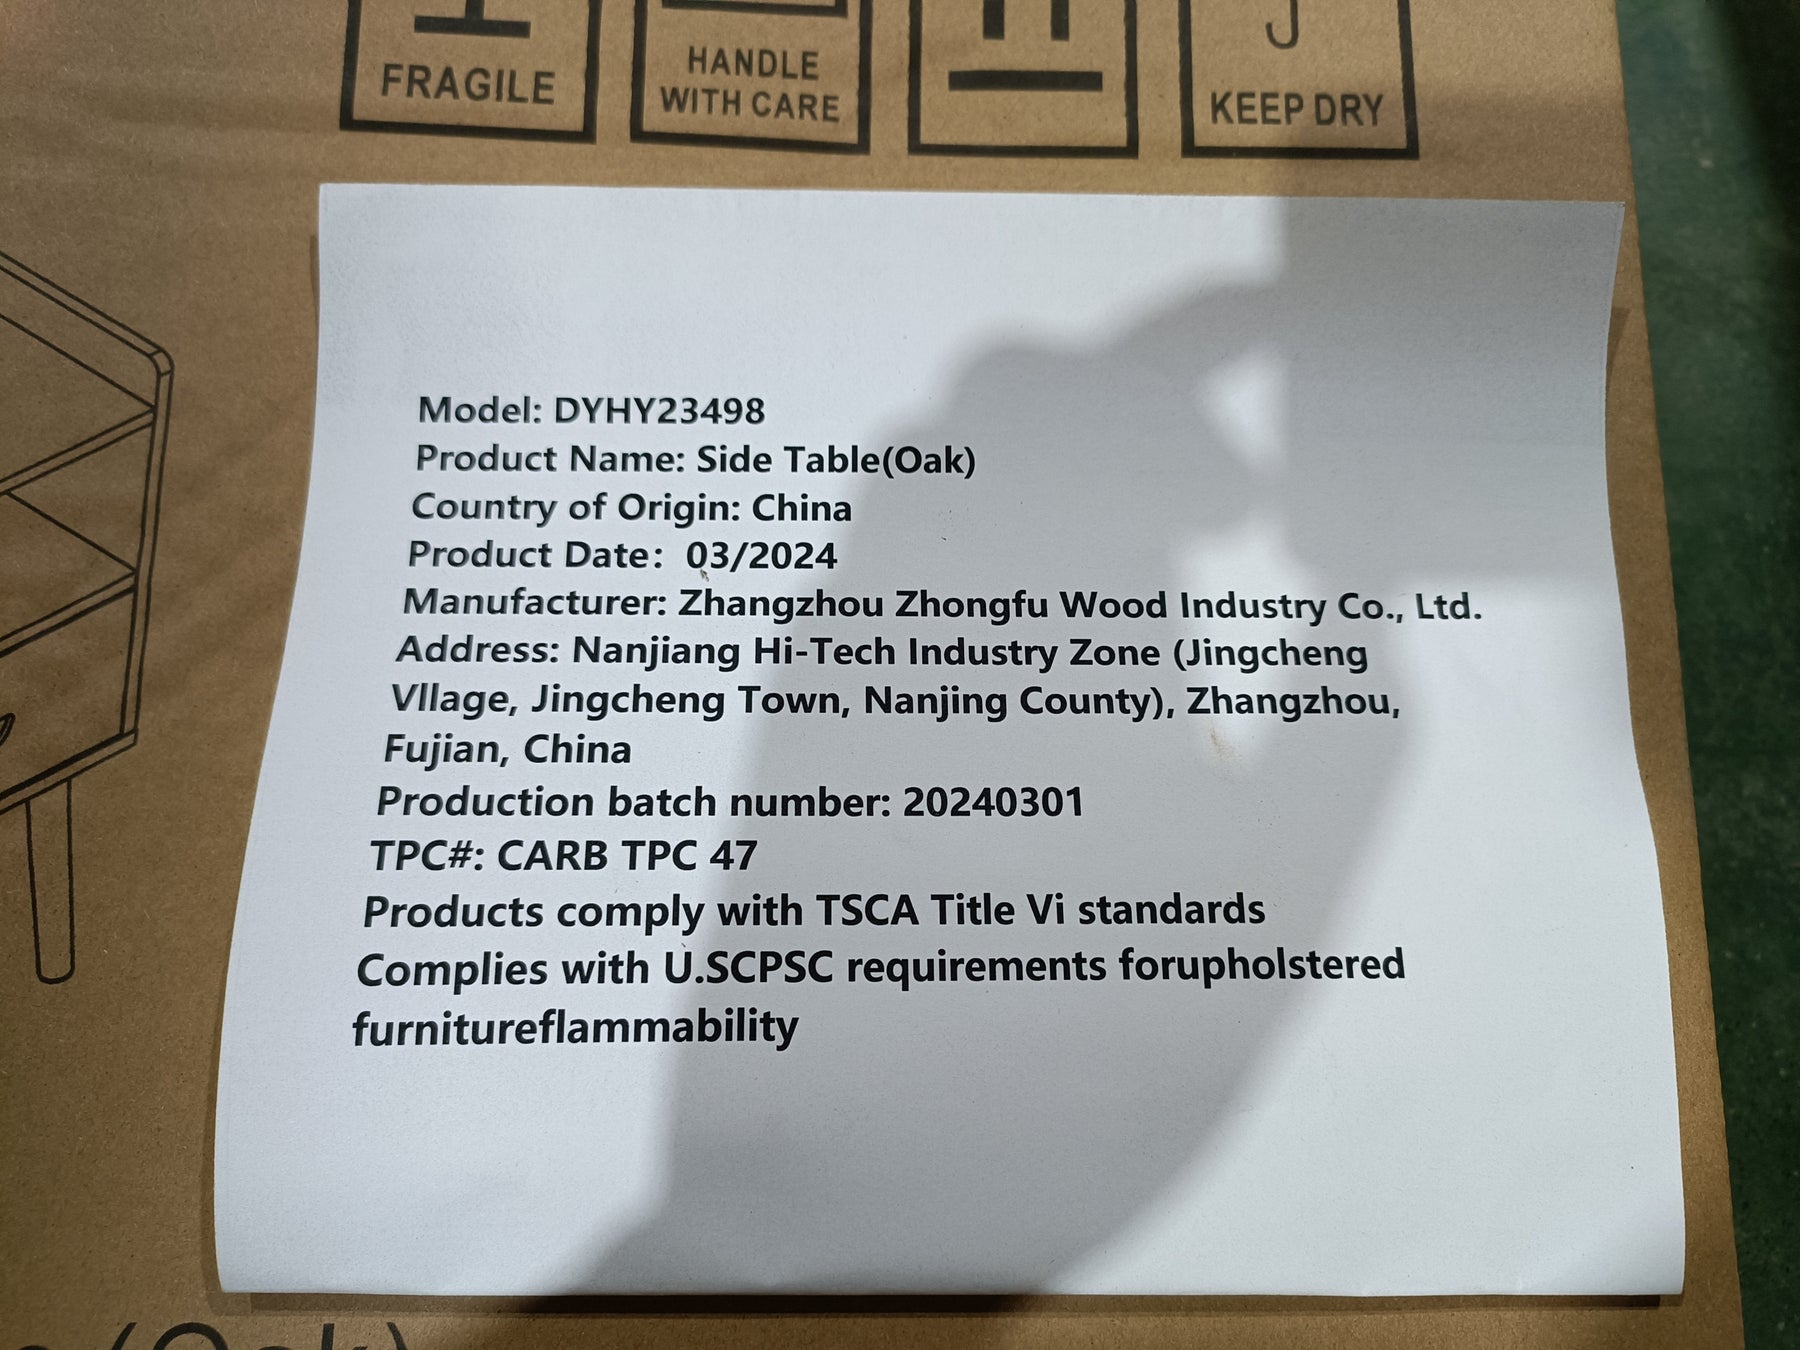 FRAGILE
HANDLE
WITH CARE
KEEP DRY
Model: DYHY23498
Product Name: Side Table(Oak)
Country of Origin: China
Product Date: 03/2024
Manufacturer: Zhangzhou Zhongfu Wood Industry Co., Ltd.
Address: Nanjiang Hi-Tech Industry Zone (Jingcheng
Vllage, Jingcheng Town, Nanjing County), Zhangzhou,
Fujian, China
Production batch number: 20240301
TPC#: CARB TPC 47
Products comply with TSCA Title Vi standards
Complies with U.SCPSC requirements forupholstered
furnitureflammability
(Oak)